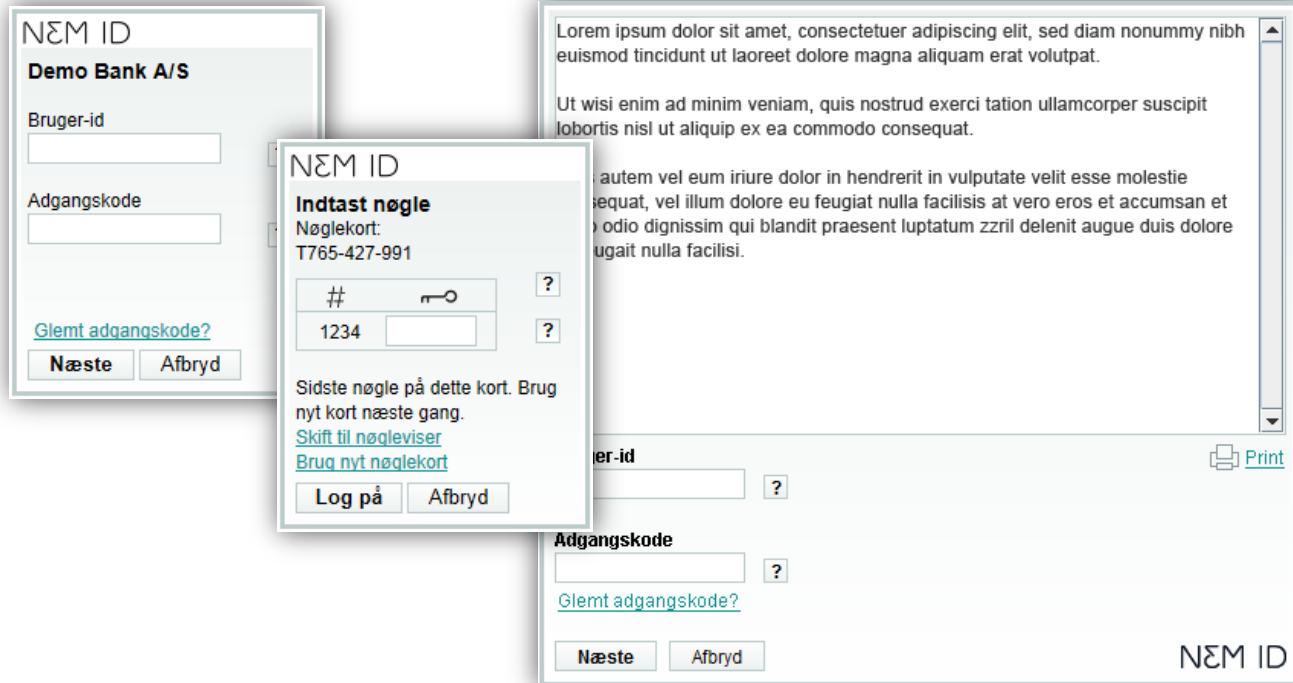 NEM ID
Demo Bank A/S
Bruger-id
Adgangskode
Glemt adgangskode?
Næste Afbryd
NEM ID
Indtast nøgle
Nøglekort:
T765-427-991
#
?
1234
?
Sidste nøgle på dette kort. Brug
nyt kort næste gang.
Skift til nøgleviser
Brug nyt nøglekort
Log på Afbryd
Lorem ipsum dolor sit amet, consectetuer adipiscing elit, sed diam nonummy nibh
euismod tincidunt ut laoreet dolore magna aliquam erat volutpat.
Ut wisi enim ad minim veniam, quis nostrud exerci tation ullamcorper suscipit
lobortis nisl ut aliquip ex ea commodo consequat.
autem vel eum iriure dolor in hendrerit in vulputate velit esse molestie
sequat, vel illum dolore eu feugiat nulla facilisis at vero eros et accumsan et
odio dignissim qui blandit praesent luptatum zzril delenit augue duis dolore
ugait nulla facilisi.
er-id
Print
?
Adgangskode
?
Glemt adgangskode?
Næste Afbryd
NEM ID